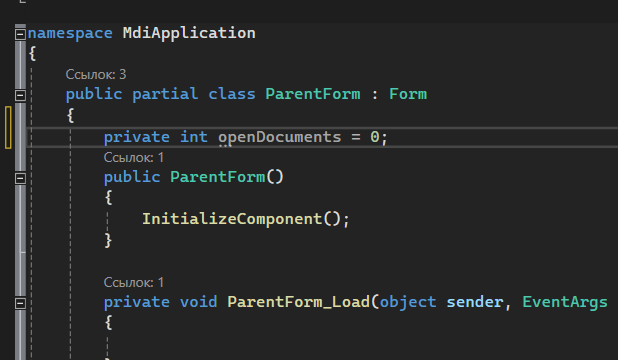 namespace MdiApplication
{
Ссылок: 3
public partial class ParentForm : Form
{
private int openDocuments = 0;
Ссылок: 1
public ParentForm()
{
InitializeComponent();
}
Ссылок: 1
private void ParentForm_Load(object sender, EventArgs
{